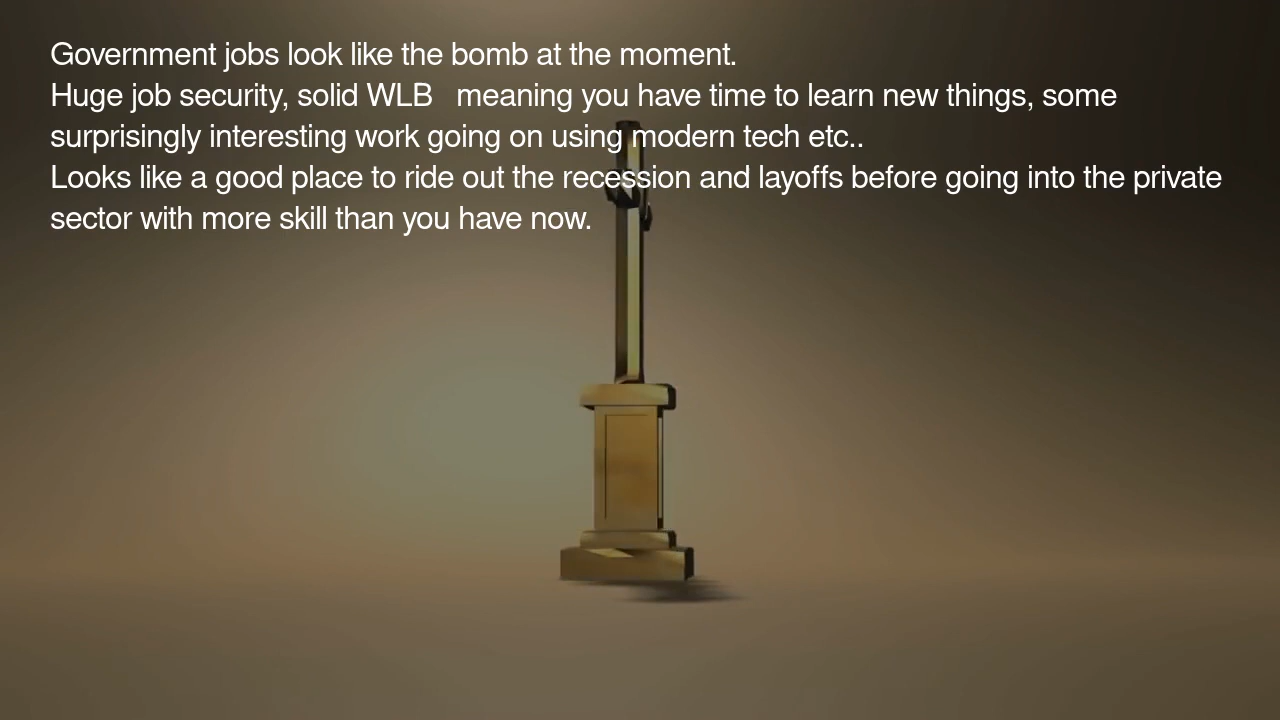 Government jobs look like the bomb at the moment.
Huge job security, solid WLB   meaning you have time to learn new things, some
surprisingly interesting work going on using modern tech etc..
Looks like a good place to ride out the recession and layoffs before going into the private
sector with more skill than you have now.